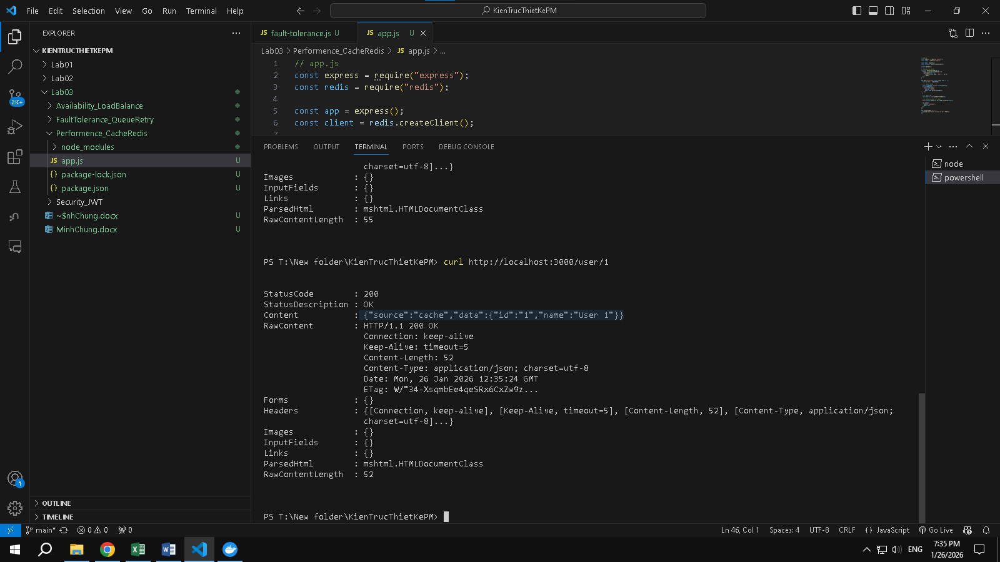 File Edit Selection View Go Run Terminal Help
KienTrucThietKePM
EXPLORER
KIENTRUCTHIETKEPM
Lab01
Lab02
Lab03
Availability_LoadBalance
FaultTolerance_QueueRetry
Performence_CacheRedis
node_modules
JS app.js U
{} package-lock.json U
{} package.json U
Security_JWT
~$nhChung.docx U
MinhChung.docx U
OUTLINE
TIMELINE
2K+
1
JS fault-tolerance.js U
JS app.js U
Lab03 > Performence_CacheRedis > JS app.js > ...
1 // app.js
2 const express = require("express");
3 const redis = require("redis");
4
5 const app = express();
6 const client = redis.createClient();
7
PROBLEMS OUTPUT TERMINAL PORTS DEBUG CONSOLE
node
powershell
charset=utf-8]...}
Images : {}
InputFields : {}
Links : {}
ParsedHtml : mshtml.HTMLDocumentClass
RawContentLength : 55
PS T:\New folder\KienTrucThietKePM> curl http://localhost:3000/user/1
StatusCode : 200
StatusDescription : OK
Content : {"source":"cache","data":{"id":"1","name":"User 1"}}
RawContent : HTTP/1.1 200 OK
Connection: keep-alive
Keep-Alive: timeout=5
Content-Length: 52
Content-Type: application/json; charset=utf-8
Date: Mon, 26 Jan 2026 12:35:24 GMT
ETag: W/"34-XsqmbEe4qeSRx6CxZw9z...
Forms : {}
Headers : {[Connection, keep-alive], [Keep-Alive, timeout=5], [Content-Length, 52], [Content-Type, application/json;
charset=utf-8]...}
Images : {}
InputFields : {}
Links : {}
ParsedHtml : mshtml.HTMLDocumentClass
RawContentLength : 52
PS T:\New folder\KienTrucThietKePM>
main* 0 0 0
Ln 46, Col 1 Spaces: 4 UTF-8 CRLF {} JavaScript Go Live
ENG
7:35 PM
1/26/2026